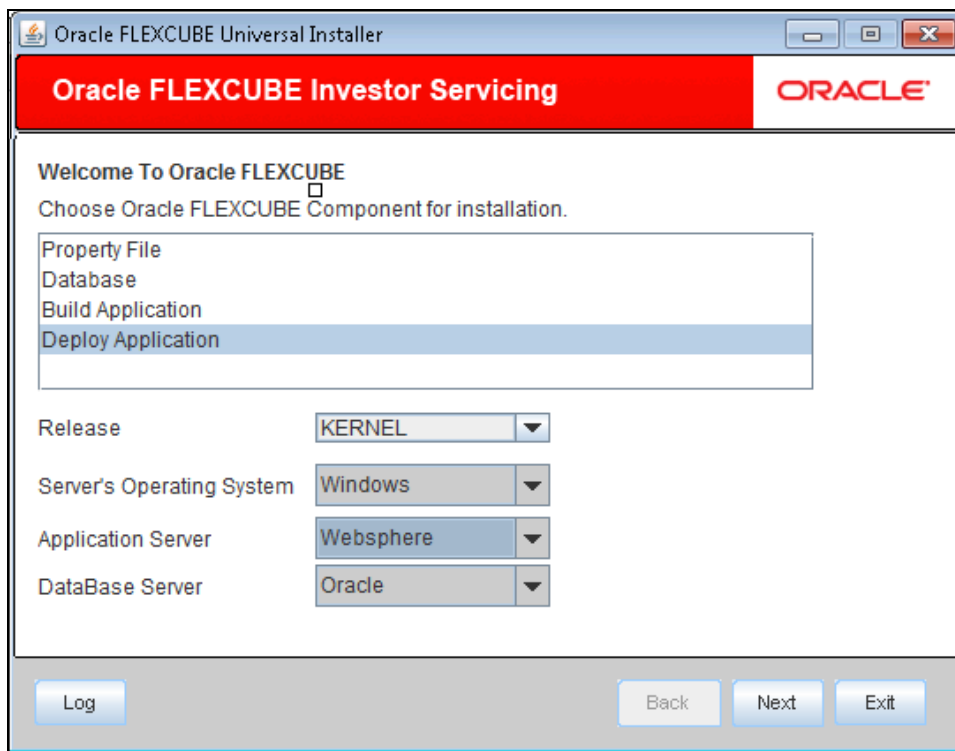 Oracle FLEXCUBE Universal Installer
Oracle FLEXCUBE Investor Servicing
ORACLE
Welcome To Oracle FLEXCUBE
Choose Oracle FLEXCUBE Component for installation.
Property File
Database
Build Application
Deploy Application
Release KERNEL
Server's Operating System Windows
Application Server Websphere
DataBase Server Oracle
Log Back Next Exit